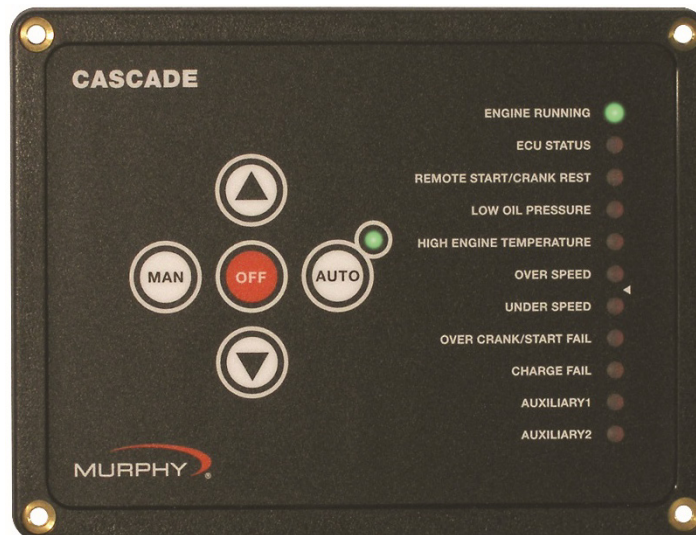 CASCADE
ENGINE RUNNING
ECU STATUS
REMOTE START/CRANK REST
LOW OIL PRESSURE
HIGH ENGINE TEMPERATURE
OVER SPEED
UNDER SPEED
OVER CRANK/START FAIL
CHARGE FAIL
AUXILIARY1
AUXILIARY2
MAN
OFF
AUTO
MURPHY®